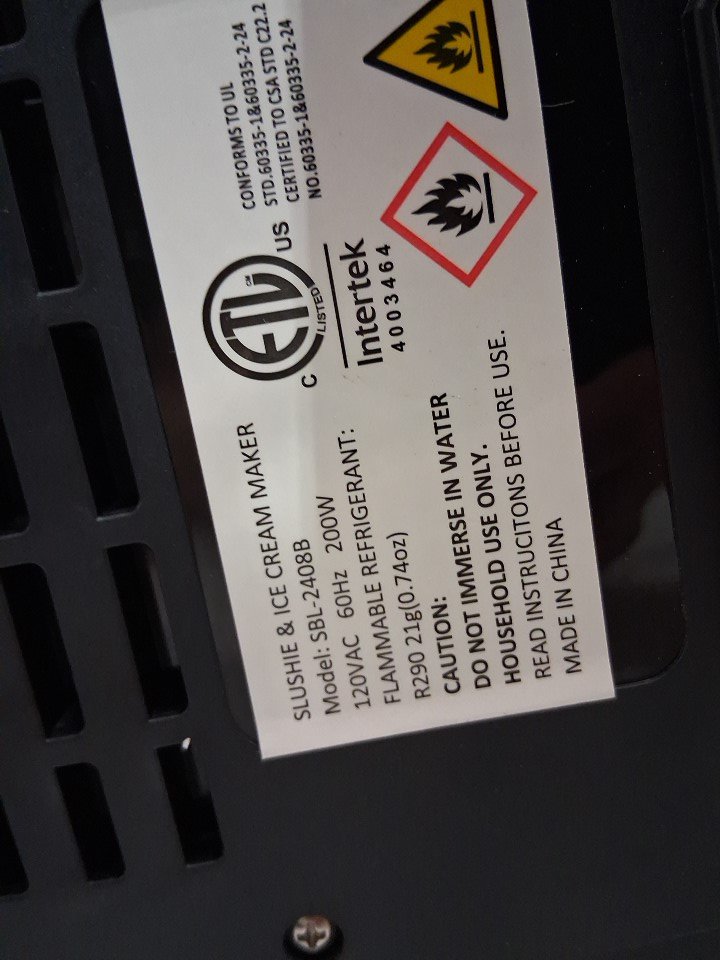 SLUSHIE & ICE CREAM MAKER
Model: SBL-2408B
120VAC 60Hz 200W
FLAMMABLE REFRIGERANT:
R290 21g(0.74oz)
CAUTION:
DO NOT IMMERSE IN WATER
HOUSEHOLD USE ONLY.
READ INSTRUCITONS BEFORE USE.
MADE IN CHINA
ETL CM
LISTED
C US
Intertek
4003464
CONFORMS TO UL
STD.60335-1&60335-2-24
CERTIFIED TO CSA STD C22.2
NO.60335-1&60335-2-24